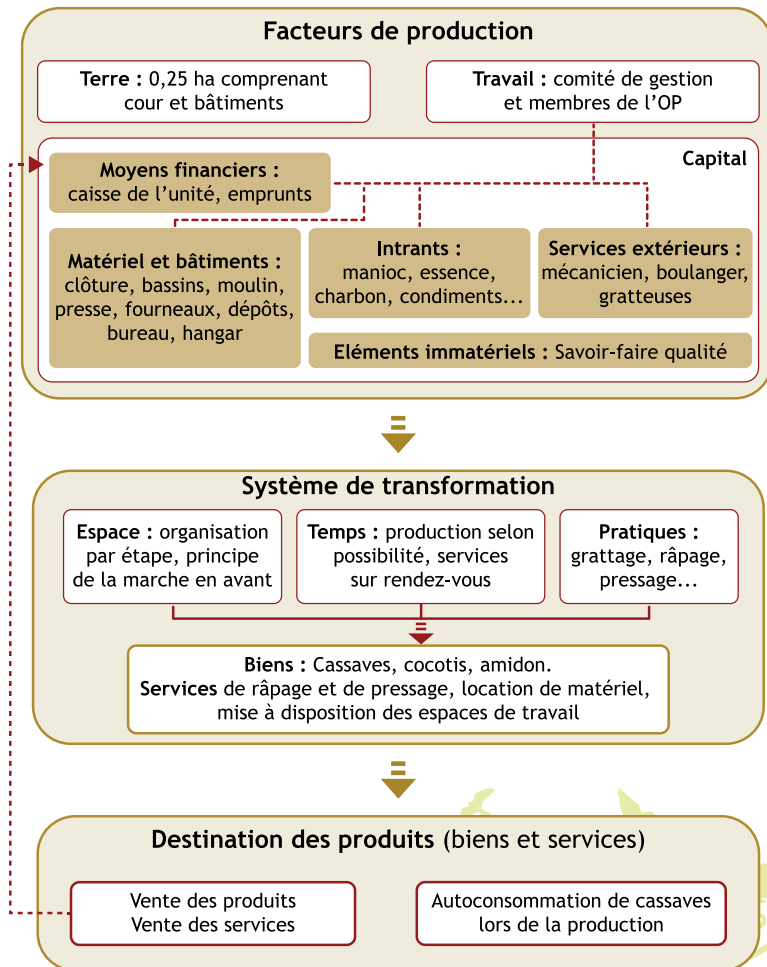 Facteurs de production
Terre : 0,25 ha comprenant
cour et bâtiments
Travail : comité de gestion
et membres de l’OP
Capital
Moyens financiers :
caisse de l’unité, emprunts
Matériel et bâtiments :
clôture, bassins, moulin,
presse, fourneaux, dépôts,
bureau, hangar
Intrants :
manioc, essence,
charbon, condiments...
Services extérieurs :
mécanicien, boulanger,
gratteuses
Eléments immatériels : Savoir-faire qualité
Système de transformation
Espace : organisation
par étape, principe
de la marche en avant
Temps : production selon
possibilité, services
sur rendez-vous
Pratiques :
grattage, râpage,
pressage...
Biens : Cassaves, cocotis, amidon.
Services de râpage et de pressage, location de matériel,
mise à disposition des espaces de travail
Destination des produits (biens et services)
Vente des produits
Vente des services
Autoconsommation de cassaves
lors de la production